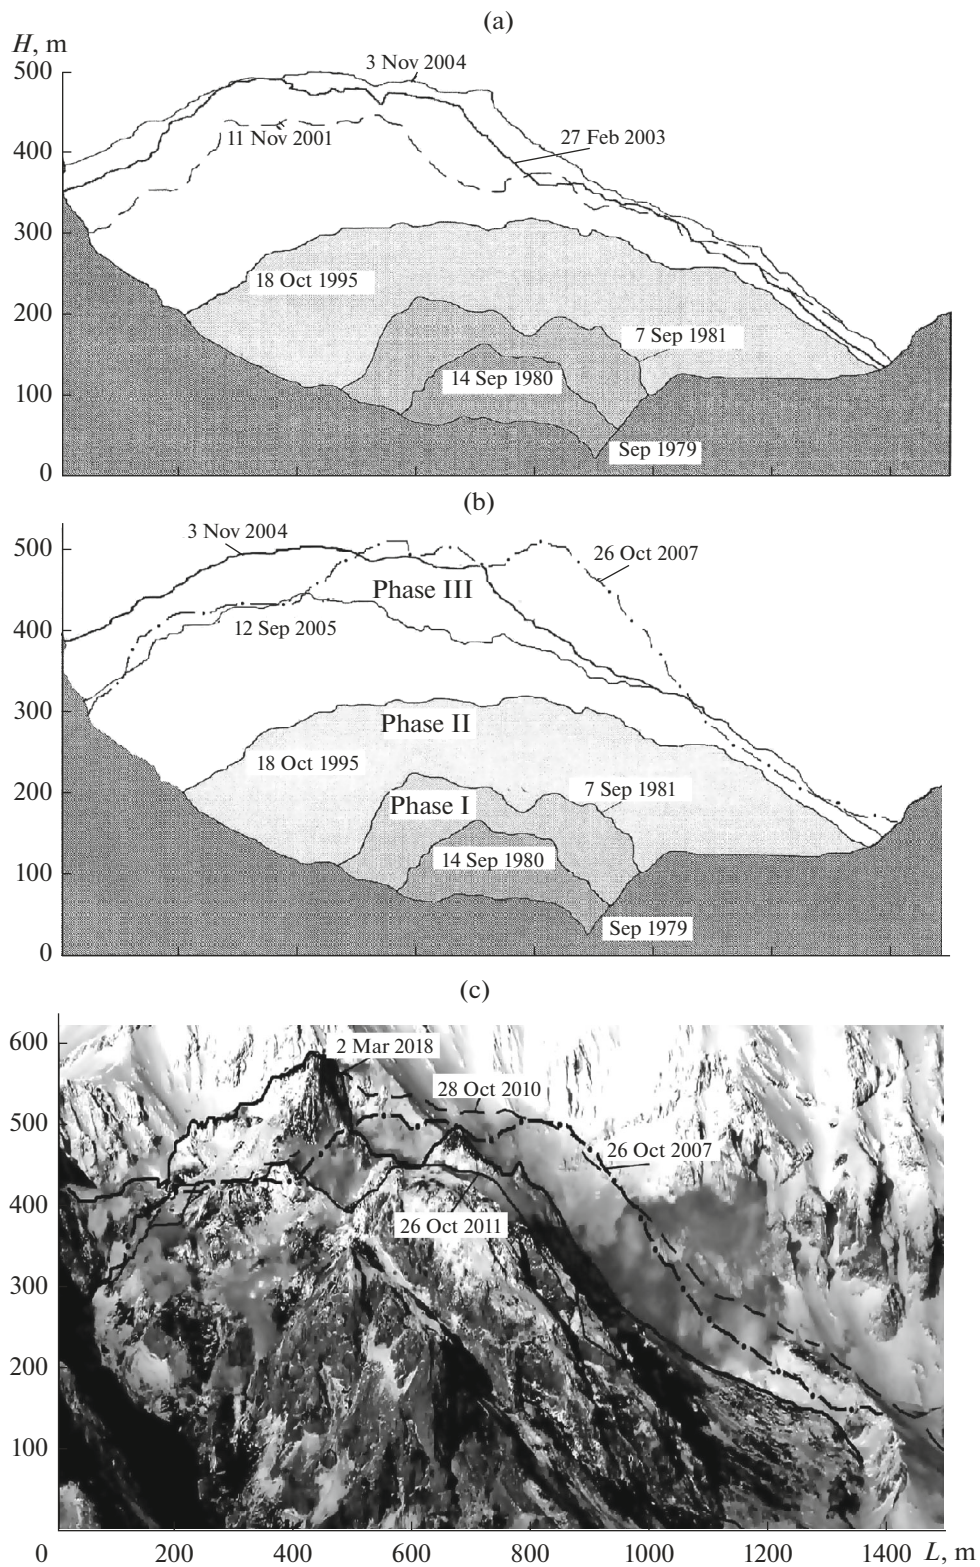 (a)
H, m
500
400
300
200
100
0
3 Nov 2004
11 Nov 2001
27 Feb 2003
18 Oct 1995
7 Sep 1981
14 Sep 1980
Sep 1979
(b)
500
400
300
200
100
0
3 Nov 2004
26 Oct 2007
Phase III
12 Sep 2005
Phase II
18 Oct 1995
7 Sep 1981
Phase I
14 Sep 1980
Sep 1979
(c)
600
500
400
300
200
100
2 Mar 2018
28 Oct 2010
26 Oct 2007
26 Oct 2011
0 200 400 600 800 1000 1200 1400 L, m